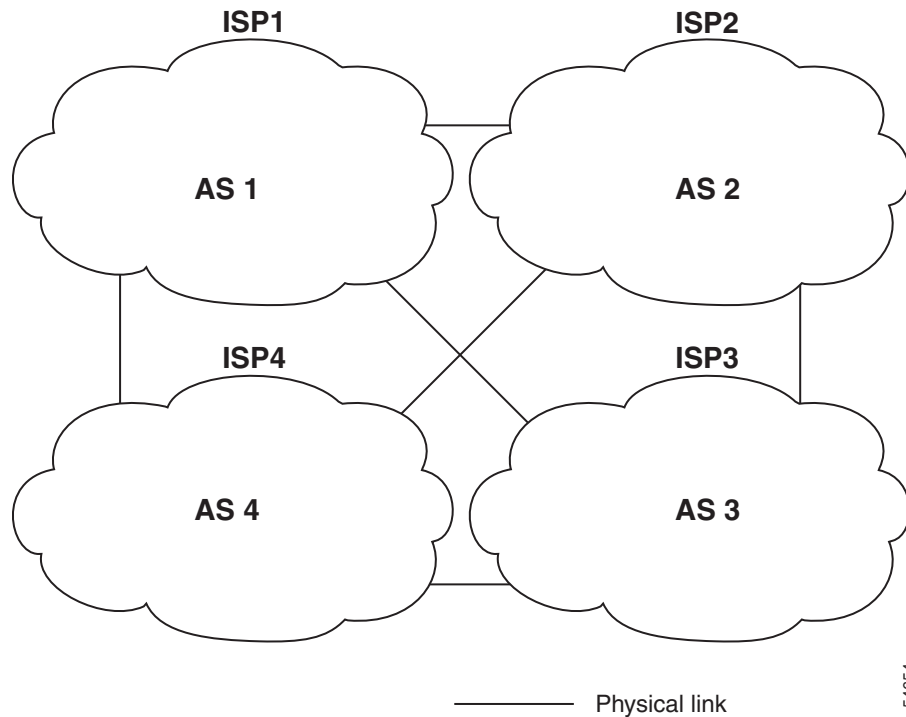 ISP1
ISP2
AS 1
AS 2
ISP4
ISP3
AS 4
AS 3
Physical link